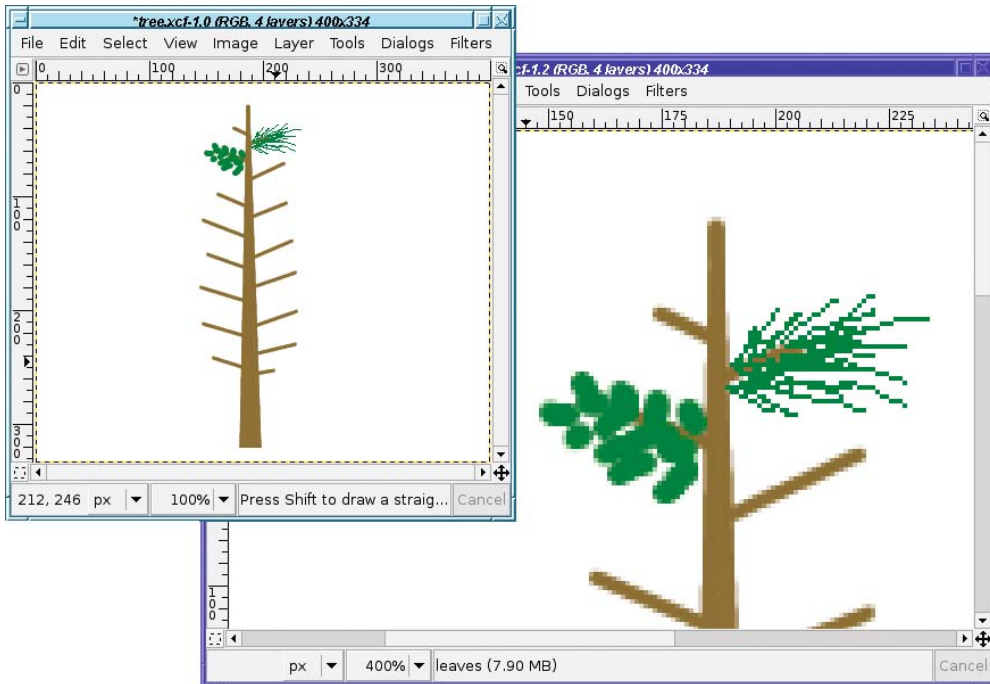 *tree.xcf-1.0 (RGB, 4 layers) 400x334
File Edit Select View Image Layer Tools Dialogs Filters
0 100 200 300
0
100
200
300
212, 246 px 100% Press Shift to draw a straig... Cancel
cf-1.2 (RGB, 4 layers) 400x334
Tools Dialogs Filters
150 175 200 225
100
px 400% leaves (7.90 MB) Cancel